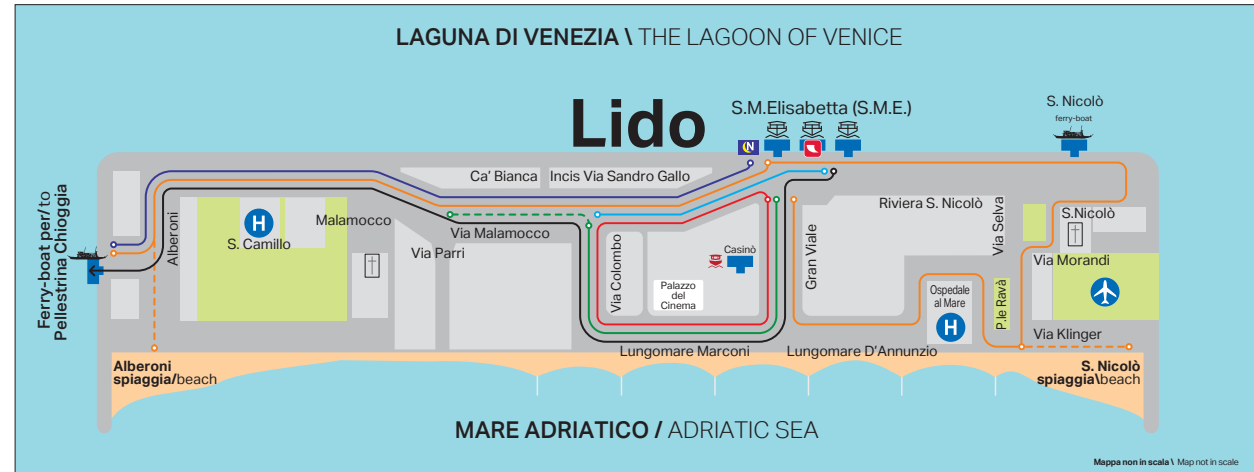 LAGUNA DI VENEZIA \ THE LAGOON OF VENICE
Lido
S.M.Elisabetta (S.M.E.)
S. Nicolò
ferry-boat
N
Ca' Bianca
Incis Via Sandro Gallo
Ferry-boat per/to
Pellestrina Chioggia
Alberoni
H
S. Camillo
Malamocco
Via Malamocco
Via Parri
Via Colombo
Casinò
Palazzo
del
Cinema
Gran Viale
Riviera S. Nicolò
Via Selva
S.Nicolò
Via Morandi
Ospedale
al Mare
H
P.le Ravà
Via Klinger
Lungomare Marconi
Lungomare D'Annunzio
Alberoni
spiaggia/beach
S. Nicolò
spiaggia\beach
MARE ADRIATICO / ADRIATIC SEA
Mappa non in scala \ Map not in scale